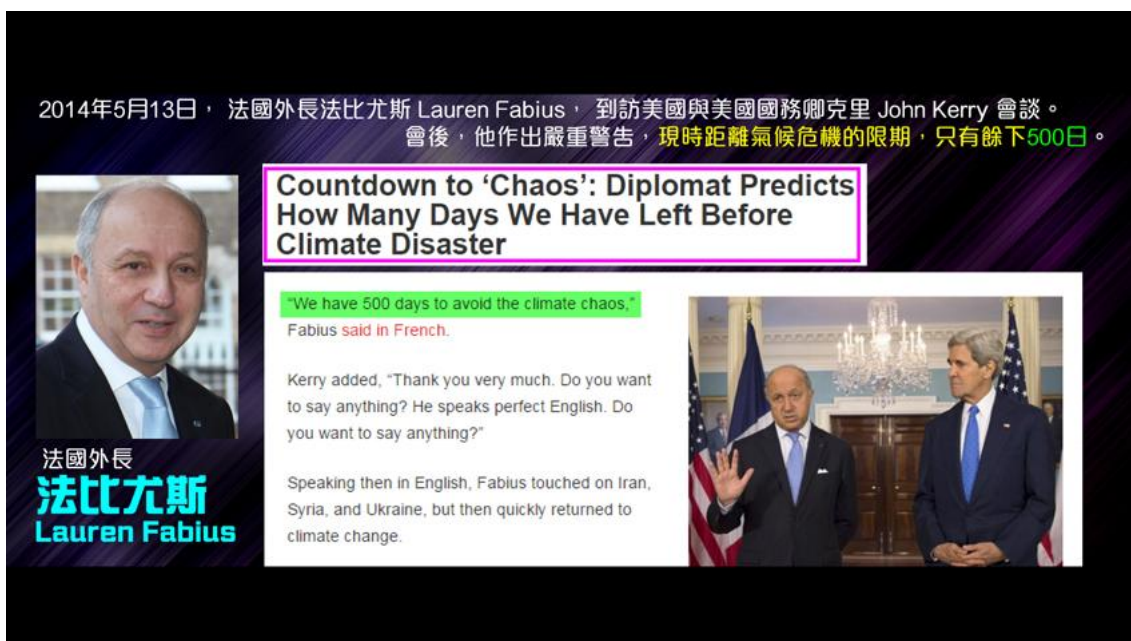 2014年5月13日， 法國外長法比尤斯 Lauren Fabius， 到訪美國與美國國務卿克里 John Kerry 會談。
會後，他作出嚴重警告，現時距離氣候危機的限期，只有餘下500日。
Countdown to ‘Chaos’: Diplomat Predicts
How Many Days We Have Left Before
Climate Disaster
“We have 500 days to avoid the climate chaos,”
Fabius said in French.
Kerry added, “Thank you very much. Do you want
to say anything? He speaks perfect English. Do
you want to say anything?”
Speaking then in English, Fabius touched on Iran,
Syria, and Ukraine, but then quickly returned to
climate change.
法國外長
法比尤斯
Lauren Fabius